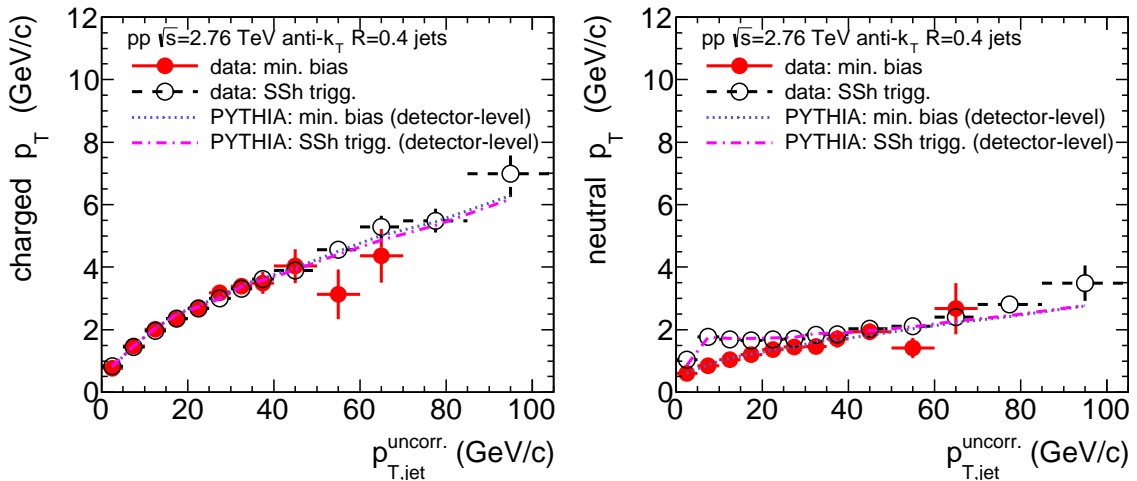 charged p_T (GeV/c)
12
10
8
6
4
2
0
pp √s=2.76 TeV anti-k_T R=0.4 jets
data: min. bias
data: SSh trigg.
PYTHIA: min. bias (detector-level)
PYTHIA: SSh trigg. (detector-level)
0 20 40 60 80 100
p_{T,jet}^{uncorr.} (GeV/c)
neutral p_T (GeV/c)
12
10
8
6
4
2
0
pp √s=2.76 TeV anti-k_T R=0.4 jets
data: min. bias
data: SSh trigg.
PYTHIA: min. bias (detector-level)
PYTHIA: SSh trigg. (detector-level)
0 20 40 60 80 100
p_{T,jet}^{uncorr.} (GeV/c)